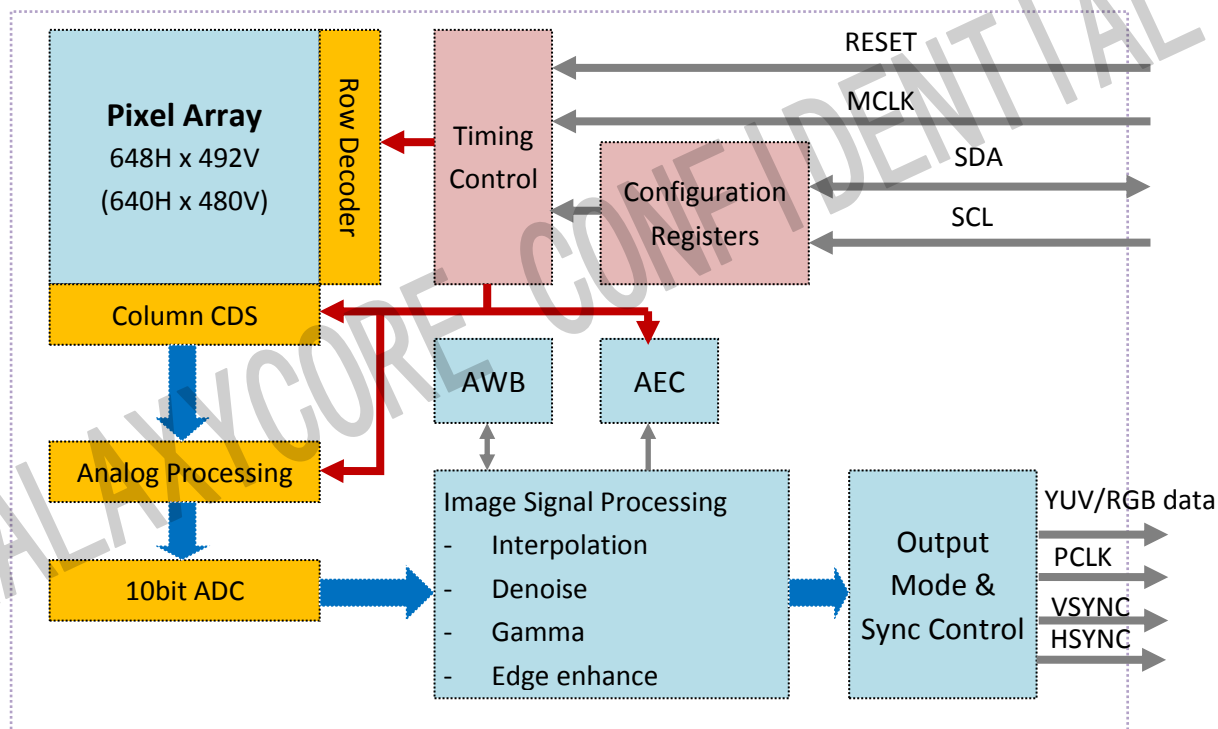 RESET
MCLK
SDA
SCL
Pixel Array
648H x 492V
(640H x 480V)
Row Decoder
Timing
Control
Configuration
Registers
Column CDS
AWB
AEC
Analog Processing
10bit ADC
Image Signal Processing
- Interpolation
- Denoise
- Gamma
- Edge enhance
Output
Mode &
Sync Control
YUV/RGB data
PCLK
VSYNC
HSYNC
ALAXYCORE CONFIDENTIAL